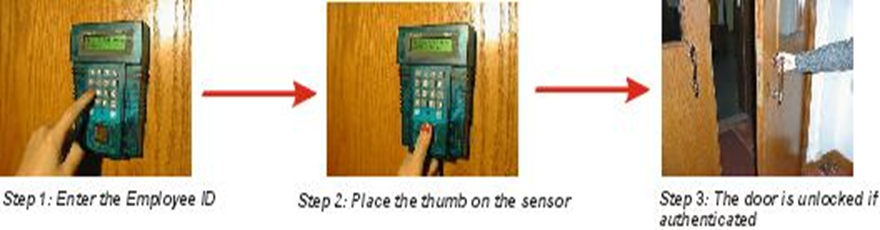 Step 1: Enter the Employee ID
Step 2: Place the thumb on the sensor
Step 3: The door is unlocked if
authenticated